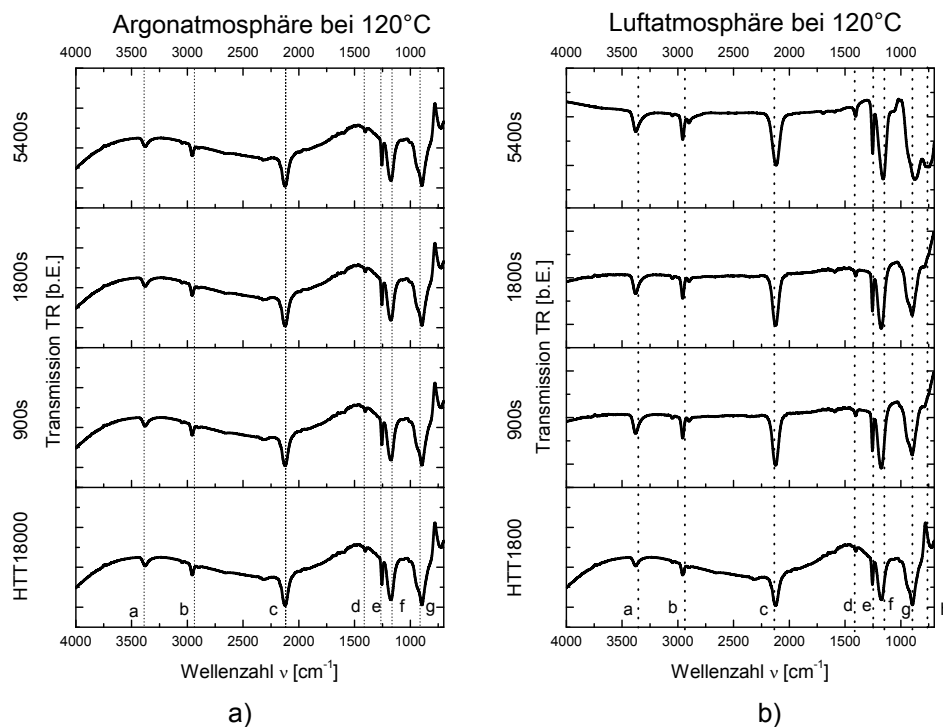 Argonatmosphäre bei 120°C
4000 3500 3000 2500 2000 1500 1000
5400s
1800s
900s
HTT18000
Transmission TR [b.E.]
a b c d e f g
4000 3500 3000 2500 2000 1500 1000
Wellenzahl ν [cm⁻¹]
a)
Luftatmosphäre bei 120°C
4000 3500 3000 2500 2000 1500 1000
5400s
1800s
900s
HTT1800
Transmission TR [b.E.]
a b c d e f g
4000 3500 3000 2500 2000 1500 1000
Wellenzahl ν [cm⁻¹]
b)